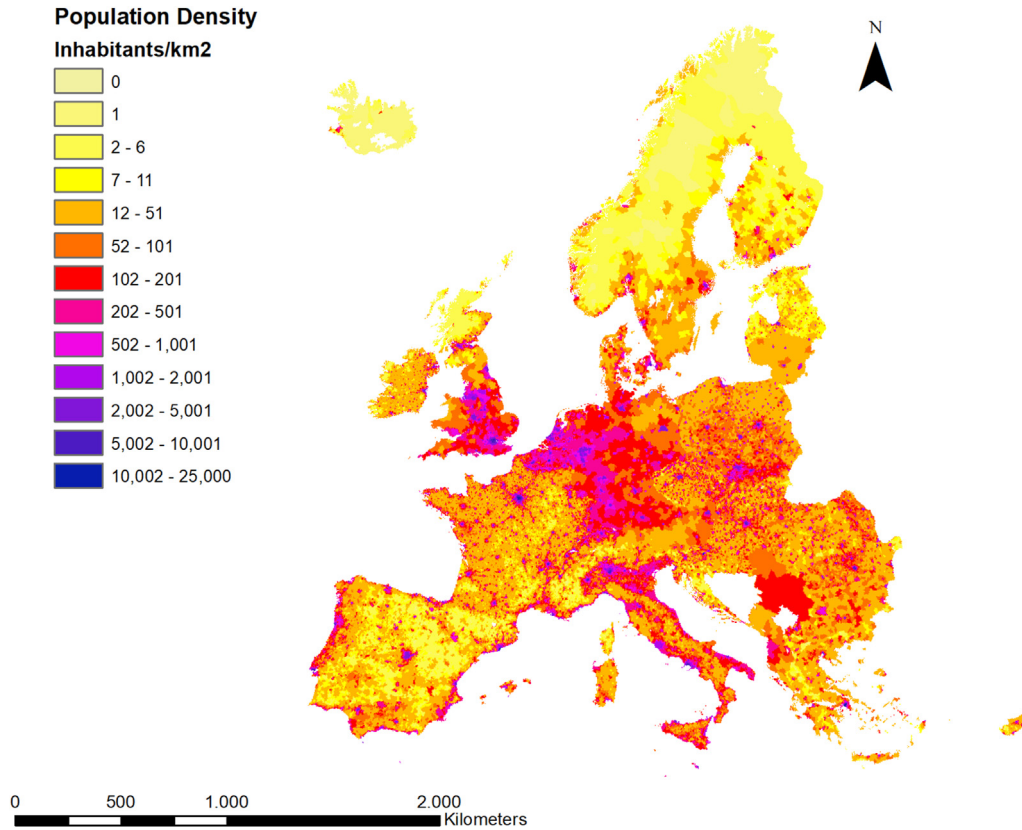 Population Density
Inhabitants/km2
0
1
2 - 6
7 - 11
12 - 51
52 - 101
102 - 201
202 - 501
502 - 1,001
1,002 - 2,001
2,002 - 5,001
5,002 - 10,001
10,002 - 25,000
N
0 500 1.000 2.000
Kilometers